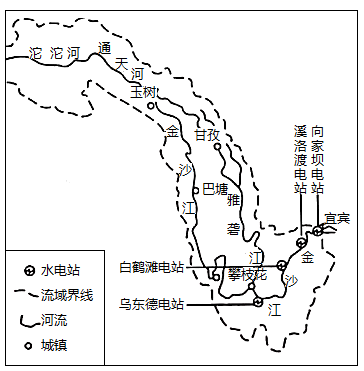 沱沱河
通天河
玉树
金沙江
甘孜
巴塘
雅砻江
溪洛渡电站
向家坝电站
宜宾
白鹤滩电站
攀枝花
金沙江
乌东德电站
水电站
流域界线
河流
城镇